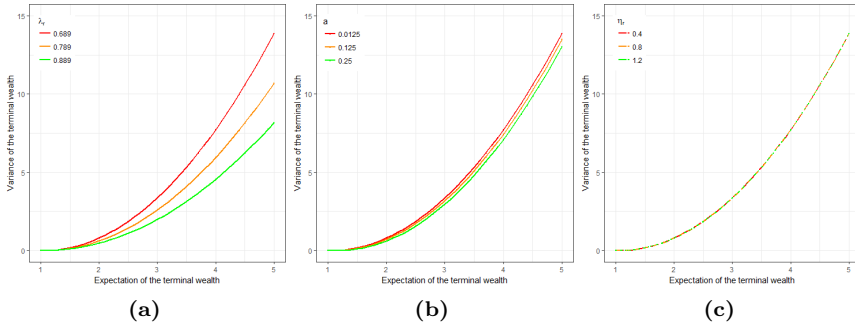 λr
0.689
0.789
0.889
15
10
5
0
Variance of the terminal wealth
1 2 3 4 5
Expectation of the terminal wealth
(a)
a
0.0125
0.125
0.25
15
10
5
0
Variance of the terminal wealth
1 2 3 4 5
Expectation of the terminal wealth
(b)
ηr
0.4
0.8
1.2
15
10
5
0
Variance of the terminal wealth
1 2 3 4 5
Expectation of the terminal wealth
(c)